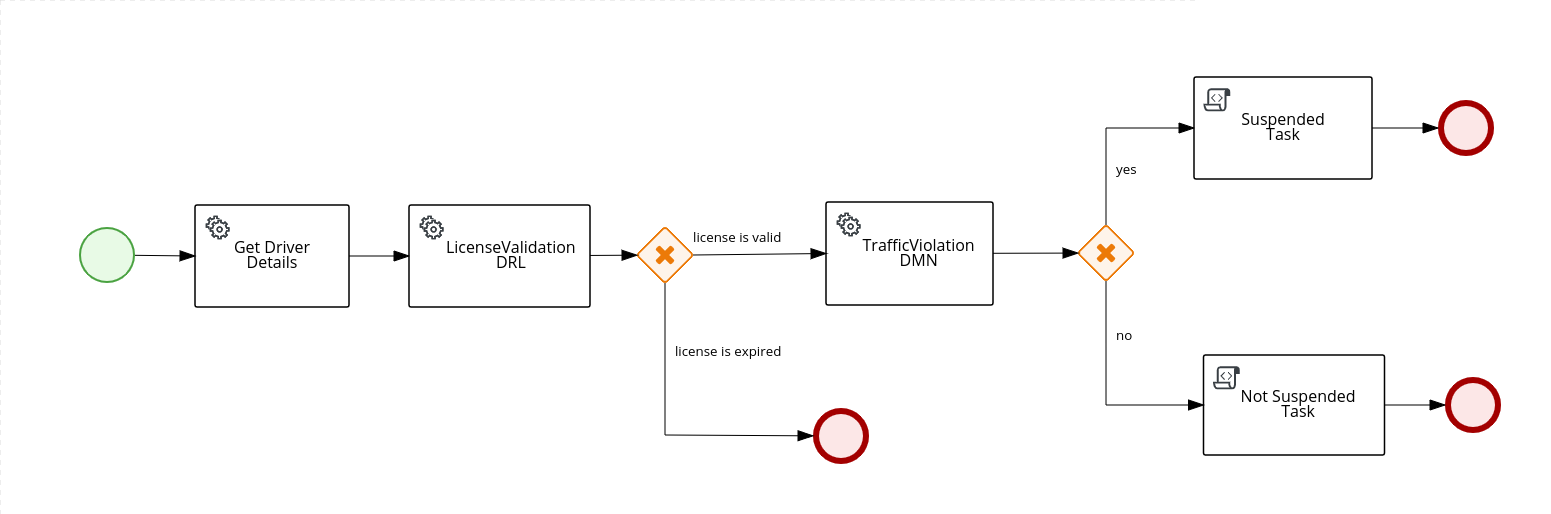 Get Driver
Details
LicenseValidation
DRL
license is valid
license is expired
TrafficViolation
DMN
yes
no
Suspended
Task
Not Suspended
Task